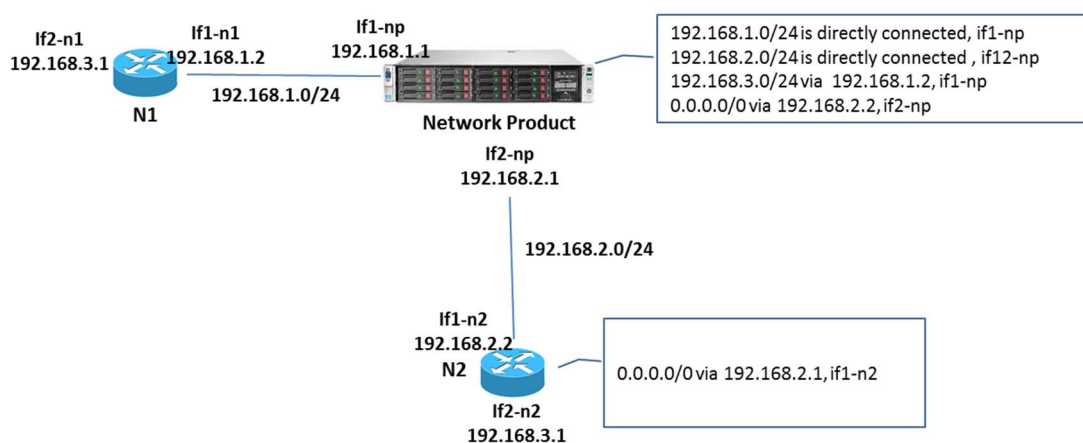 If2-n1
192.168.3.1
If1-n1
192.168.1.2
N1
192.168.1.0/24
If1-np
192.168.1.1
Network Product
192.168.1.0/24 is directly connected, if1-np
192.168.2.0/24 is directly connected , if12-np
192.168.3.0/24 via 192.168.1.2, if1-np
0.0.0.0/0 via 192.168.2.2, if2-np
If2-np
192.168.2.1
192.168.2.0/24
If1-n2
192.168.2.2
N2
0.0.0.0/0 via 192.168.2.1, if1-n2
If2-n2
192.168.3.1